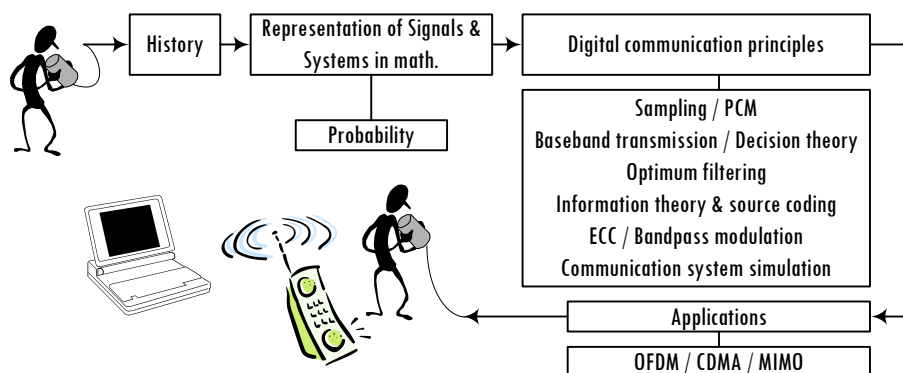 History
Representation of Signals &
Systems in math.
Digital communication principles
Probability
Sampling / PCM
Baseband transmission / Decision theory
Optimum filtering
Information theory & source coding
ECC / Bandpass modulation
Communication system simulation
Applications
OFDM / CDMA / MIMO